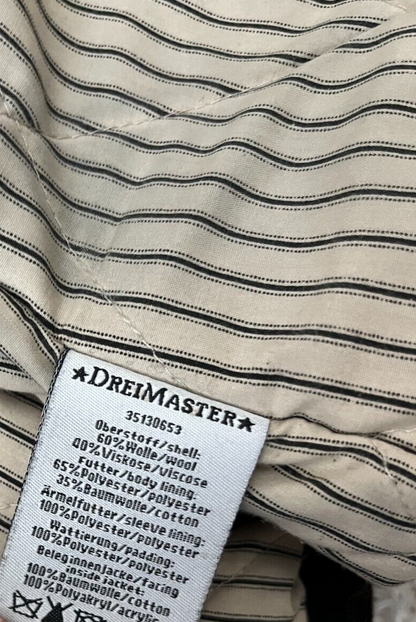 ★DREIMASTER★
35130653
Oberstoff/shell:
60%Wolle/wool
40%Viskose/viscose
Futter/body lining:
65%Polyester/polyester
35%Baumwolle/cotton
Ärmelfutter/sleeve lining:
100%Polyester/polyester
Wattierung/padding:
100%Polyester/polyester
Beleg innenJacke/facing
inside jacket:
100%Baumwolle/cotton
100%Polyakryl/acrylic